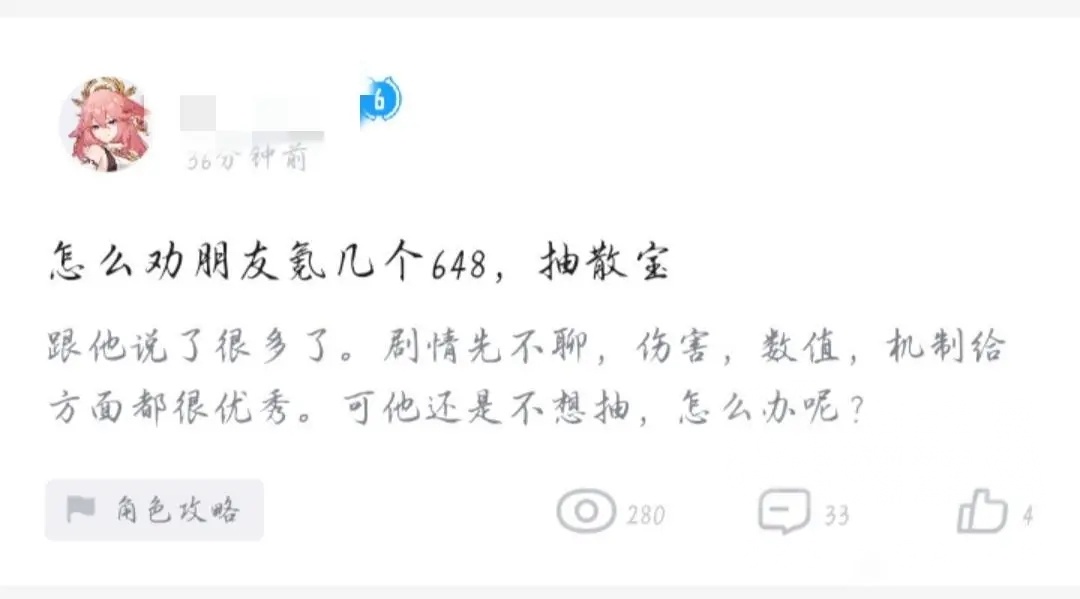 6
36分钟前
怎么劝朋友氪几个648，抽散宝
跟他说了很多了。剧情先不聊，伤害，数值，机制给
方面都很优秀。可他还是不想抽，怎么办呢？
角色攻略
280
33
4